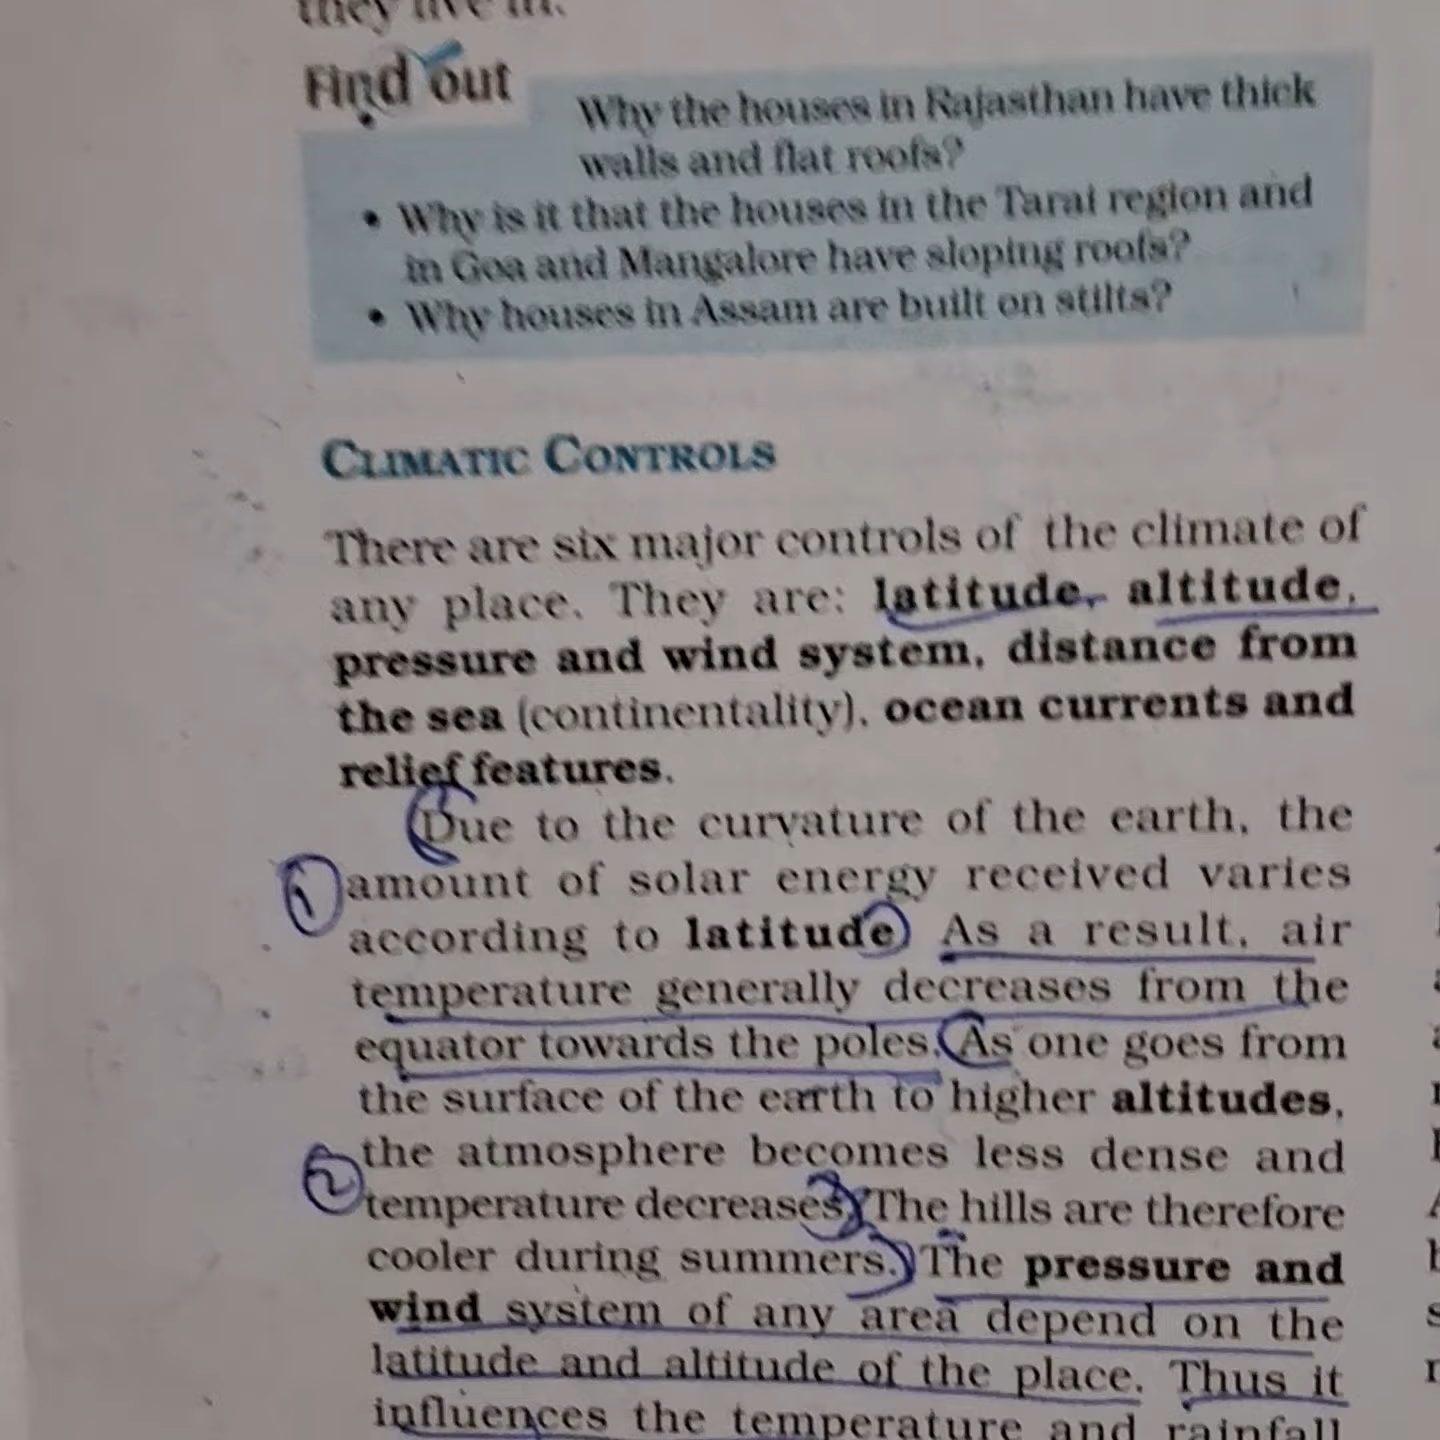 they live in.
Find out
Why the houses in Rajasthan have thick
walls and flat roofs?
• Why is it that the houses in the Tarai region and
in Goa and Mangalore have sloping roofs?
• Why houses in Assam are built on stilts?
CLIMATIC CONTROLS
There are six major controls of the climate of
any place. They are: latitude, altitude,
pressure and wind system, distance from
the sea (continentality), ocean currents and
relief features.
Due to the curvature of the earth, the
1 amount of solar energy received varies
according to latitude. As a result, air
temperature generally decreases from the
equator towards the poles. As one goes from
the surface of the earth to higher altitudes,
the atmosphere becomes less dense and
2 temperature decreases. The hills are therefore
cooler during summers. The pressure and
wind system of any area depend on the
latitude and altitude of the place. Thus it
influences the temperature and rainfall